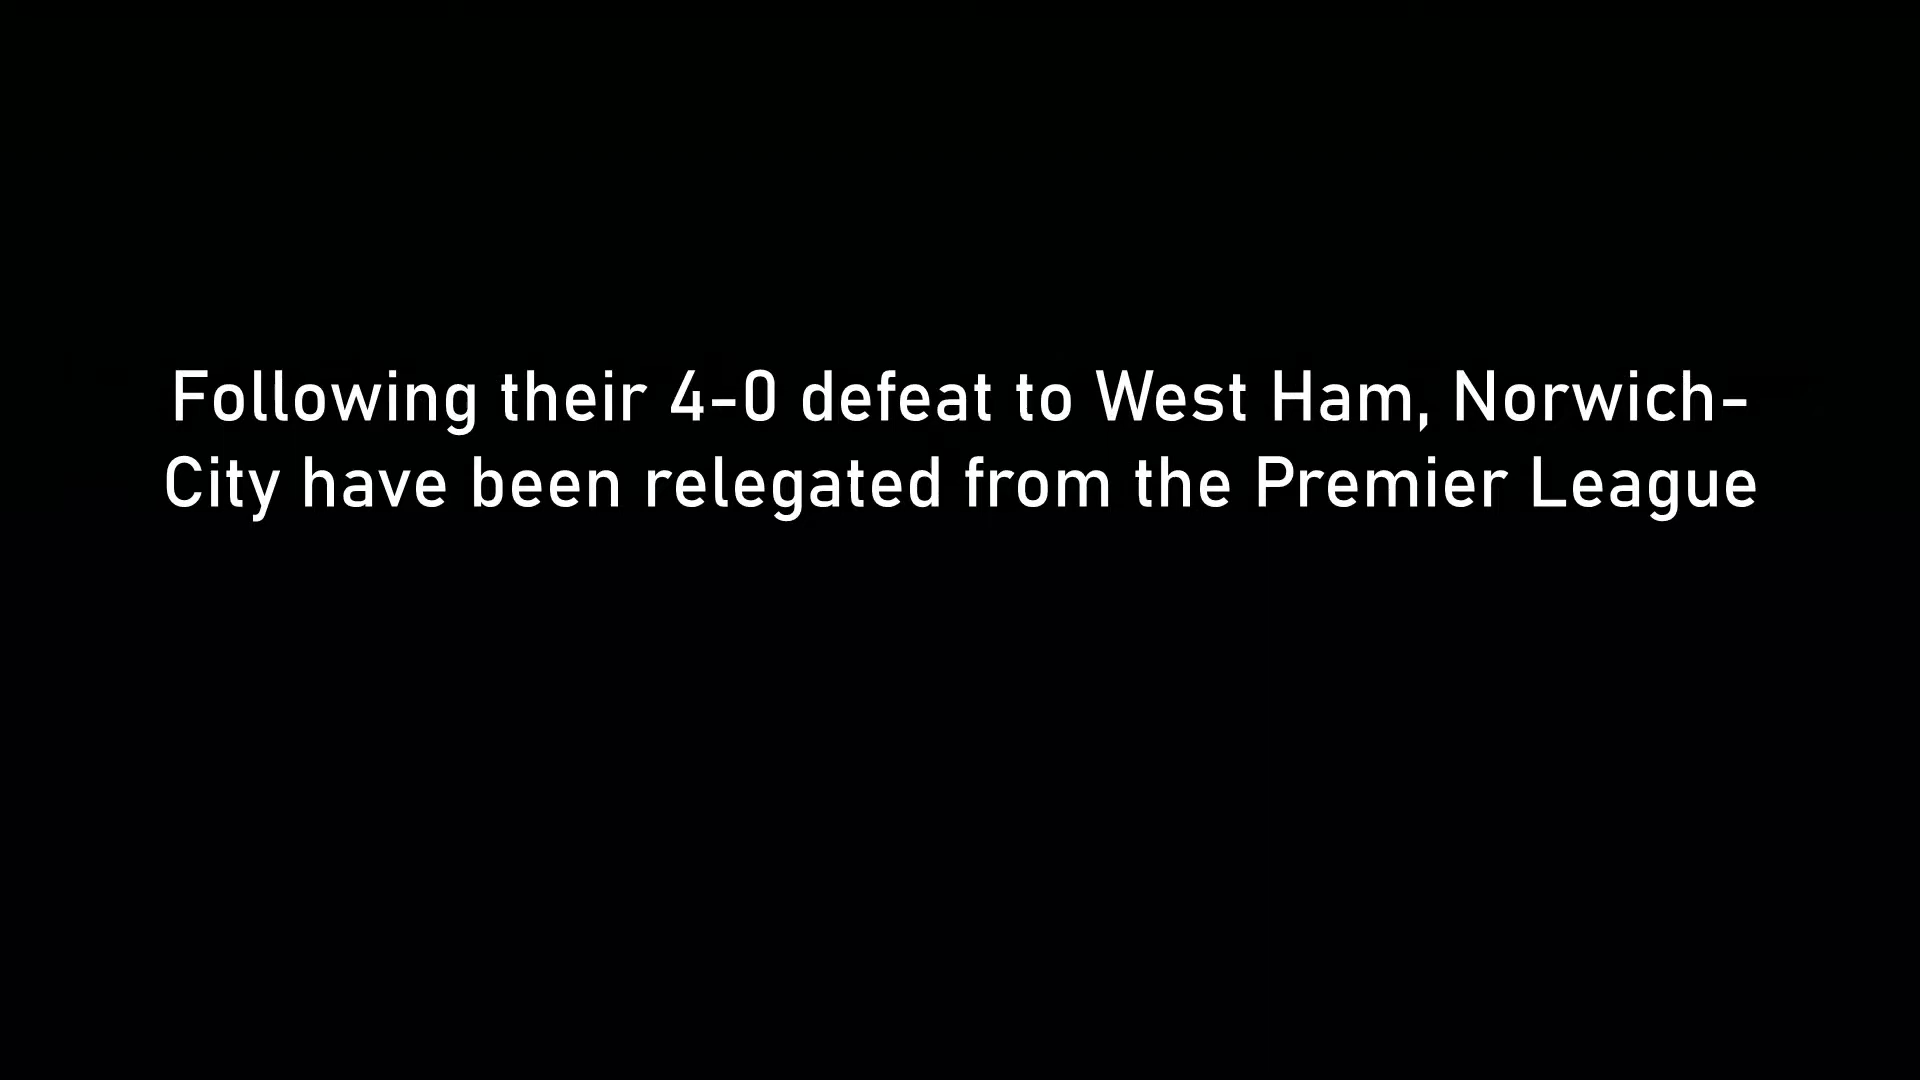 Following their 4-0 defeat to West Ham, Norwich-
City have been relegated from the Premier League